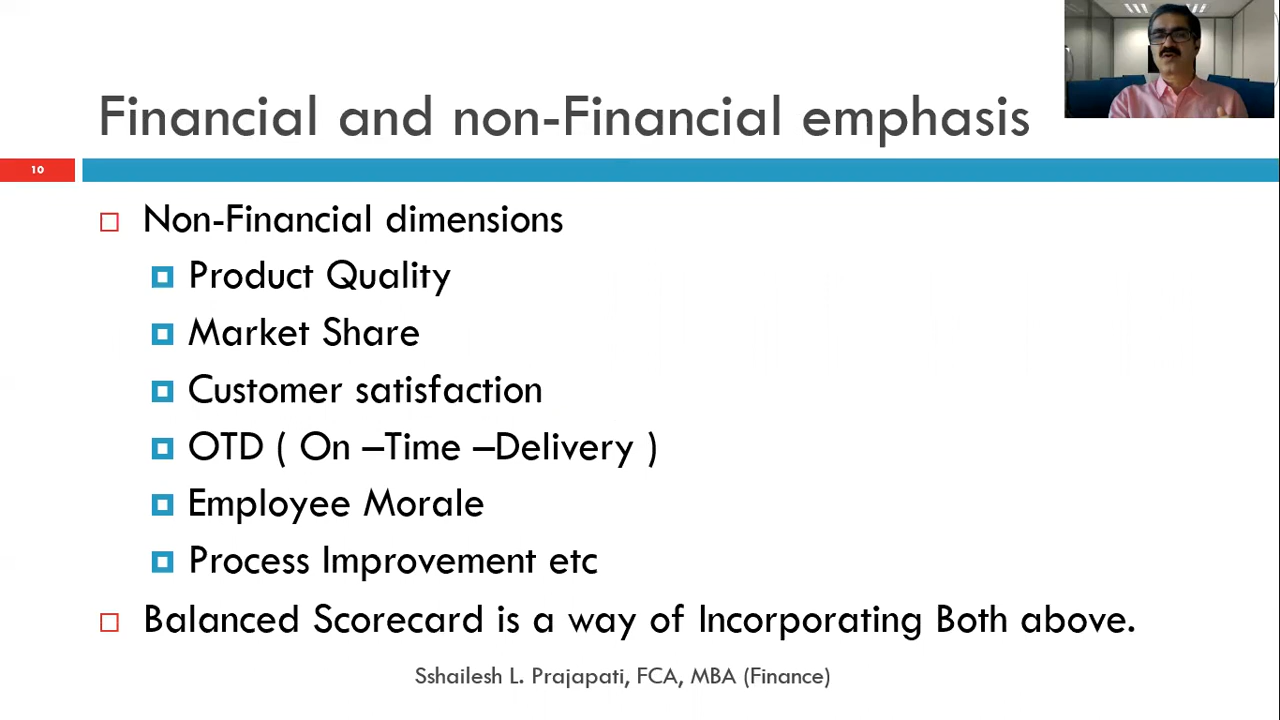 Financial and non-Financial emphasis
10
Non-Financial dimensions
Product Quality
Market Share
Customer satisfaction
OTD ( On –Time –Delivery )
Employee Morale
Process Improvement etc
Balanced Scorecard is a way of Incorporating Both above.
Sshailesh L. Prajapati, FCA, MBA (Finance)